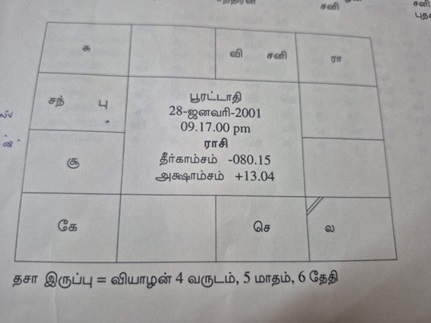 சனி
சு
வி சனி
ரா
சந் பு
பூரட்டாதி
28-ஜனவரி-2001
09.17.00 pm
ராசி
தீர்காம்சம் -080.15
அக்ஷாம்சம் +13.04
சூ
கே
செ
ல
தசா இருப்பு = வியாழன் 4 வருடம், 5 மாதம், 6 தேதி